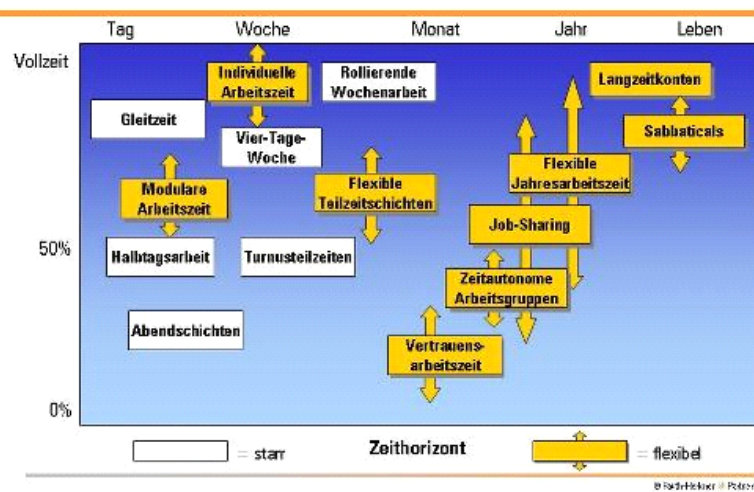 Tag Woche Monat Jahr Leben
Vollzeit
Individuelle
Arbeitszeit
Rollierende
Wochenarbeit
Langzeitkonten
Gleitzeit
Sabbaticals
Vier-Tage-
Woche
Flexible
Jahresarbeitszeit
Modulare
Arbeitszeit
Flexible
Teilzeitschichten
Job-Sharing
50%
Halbtagsarbeit
Turnusteilzeiten
Zeitautonome
Arbeitsgruppen
Abendschichten
Vertrauens-
arbeitszeit
0%
= starr
Zeithorizont
= flexibel